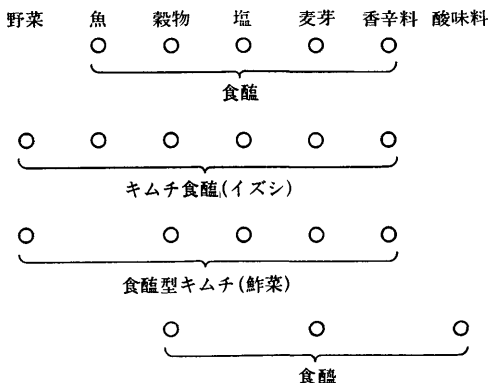 野菜 魚 穀物 塩 麦芽 香辛料 酸味料
○ ○ ○ ○ ○
食醢
○ ○ ○ ○ ○ ○
キムチ食醢(イズシ)
○ ○ ○ ○ ○
食醢型キムチ(鮓菜)
○ ○ ○
食醯